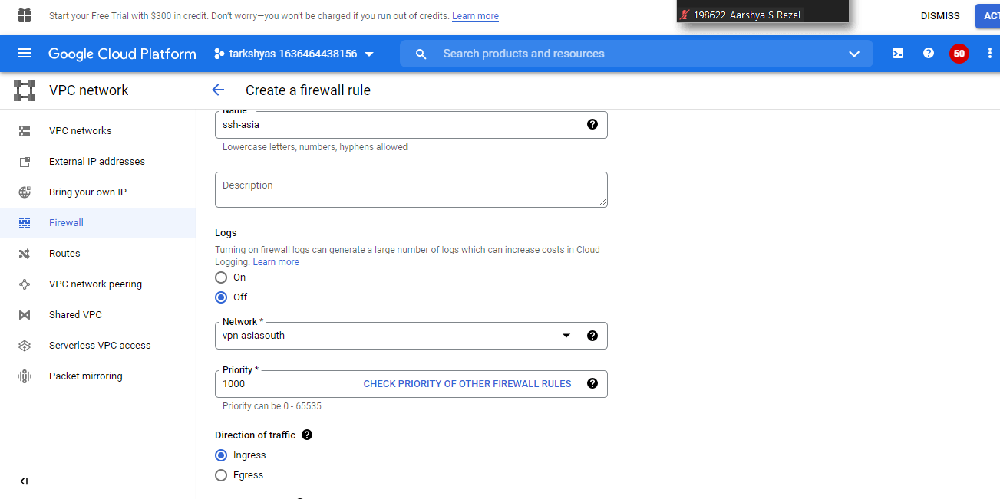 Start your Free Trial with $300 in credit. Don't worry—you won't be charged if you run out of credits. Learn more
198622-Aarshya S Rezel
DISMISS
ACT
Google Cloud Platform
tarkshyas-1636464438156
Search products and resources
50
VPC network
Create a firewall rule
VPC networks
External IP addresses
Bring your own IP
Firewall
Routes
VPC network peering
Shared VPC
Serverless VPC access
Packet mirroring
Name *
ssh-asia
Lowercase letters, numbers, hyphens allowed
Description
Logs
Turning on firewall logs can generate a large number of logs which can increase costs in Cloud
Logging. Learn more
On
Off
Network *
vpn-asiasouth
Priority *
1000 CHECK PRIORITY OF OTHER FIREWALL RULES
Priority can be 0 - 65535
Direction of traffic
Ingress
Egress